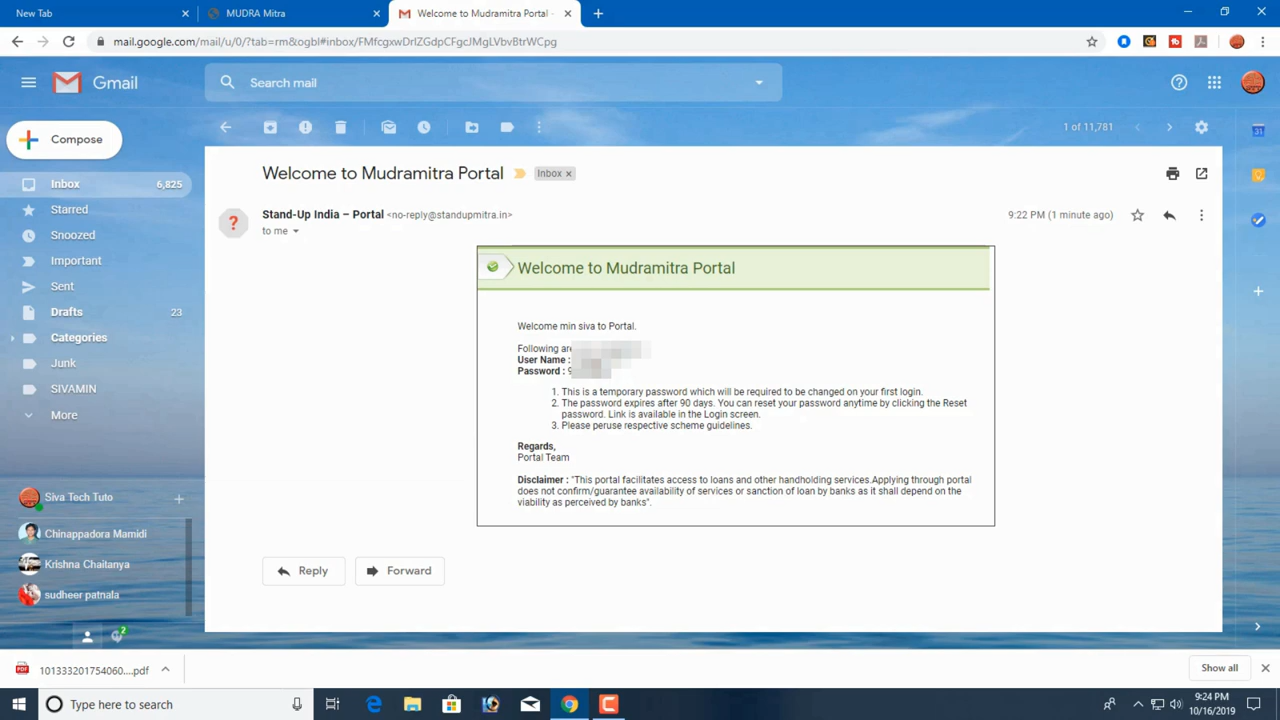 New Tab
MUDRA Mitra
Welcome to Mudramitra Portal -
mail.google.com/mail/u/0/?tab=rm&ogbl#inbox/FMfcgxwDrlZGdpCFgcJMgLVbvBtrWCpg
Gmail
Search mail
Compose
1 of 11,781
Inbox 6,825
Starred
Snoozed
Important
Sent
Drafts 23
Categories
Junk
SIVAMIN
More
Welcome to Mudramitra Portal Inbox
Stand-Up India – Portal <no-reply@standupmitra.in>
9:22 PM (1 minute ago)
to me
Welcome to Mudramitra Portal
Welcome min siva to Portal.
Following are
User Name :
Password : 9
1. This is a temporary password which will be required to be changed on your first login.
2. The password expires after 90 days. You can reset your password anytime by clicking the Reset
password. Link is available in the Login screen.
3. Please peruse respective scheme guidelines.
Regards,
Portal Team
Disclaimer : "This portal facilitates access to loans and other handholding services.Applying through portal
does not confirm/guarantee availability of services or sanction of loan by banks as it shall depend on the
viability as perceived by banks".
Reply
Forward
Siva Tech Tuto
Chinappadora Mamidi
Krishna Chaitanya
sudheer patnala
2
31
101333201754060....pdf
Show all
Type here to search
9:24 PM
10/16/2019